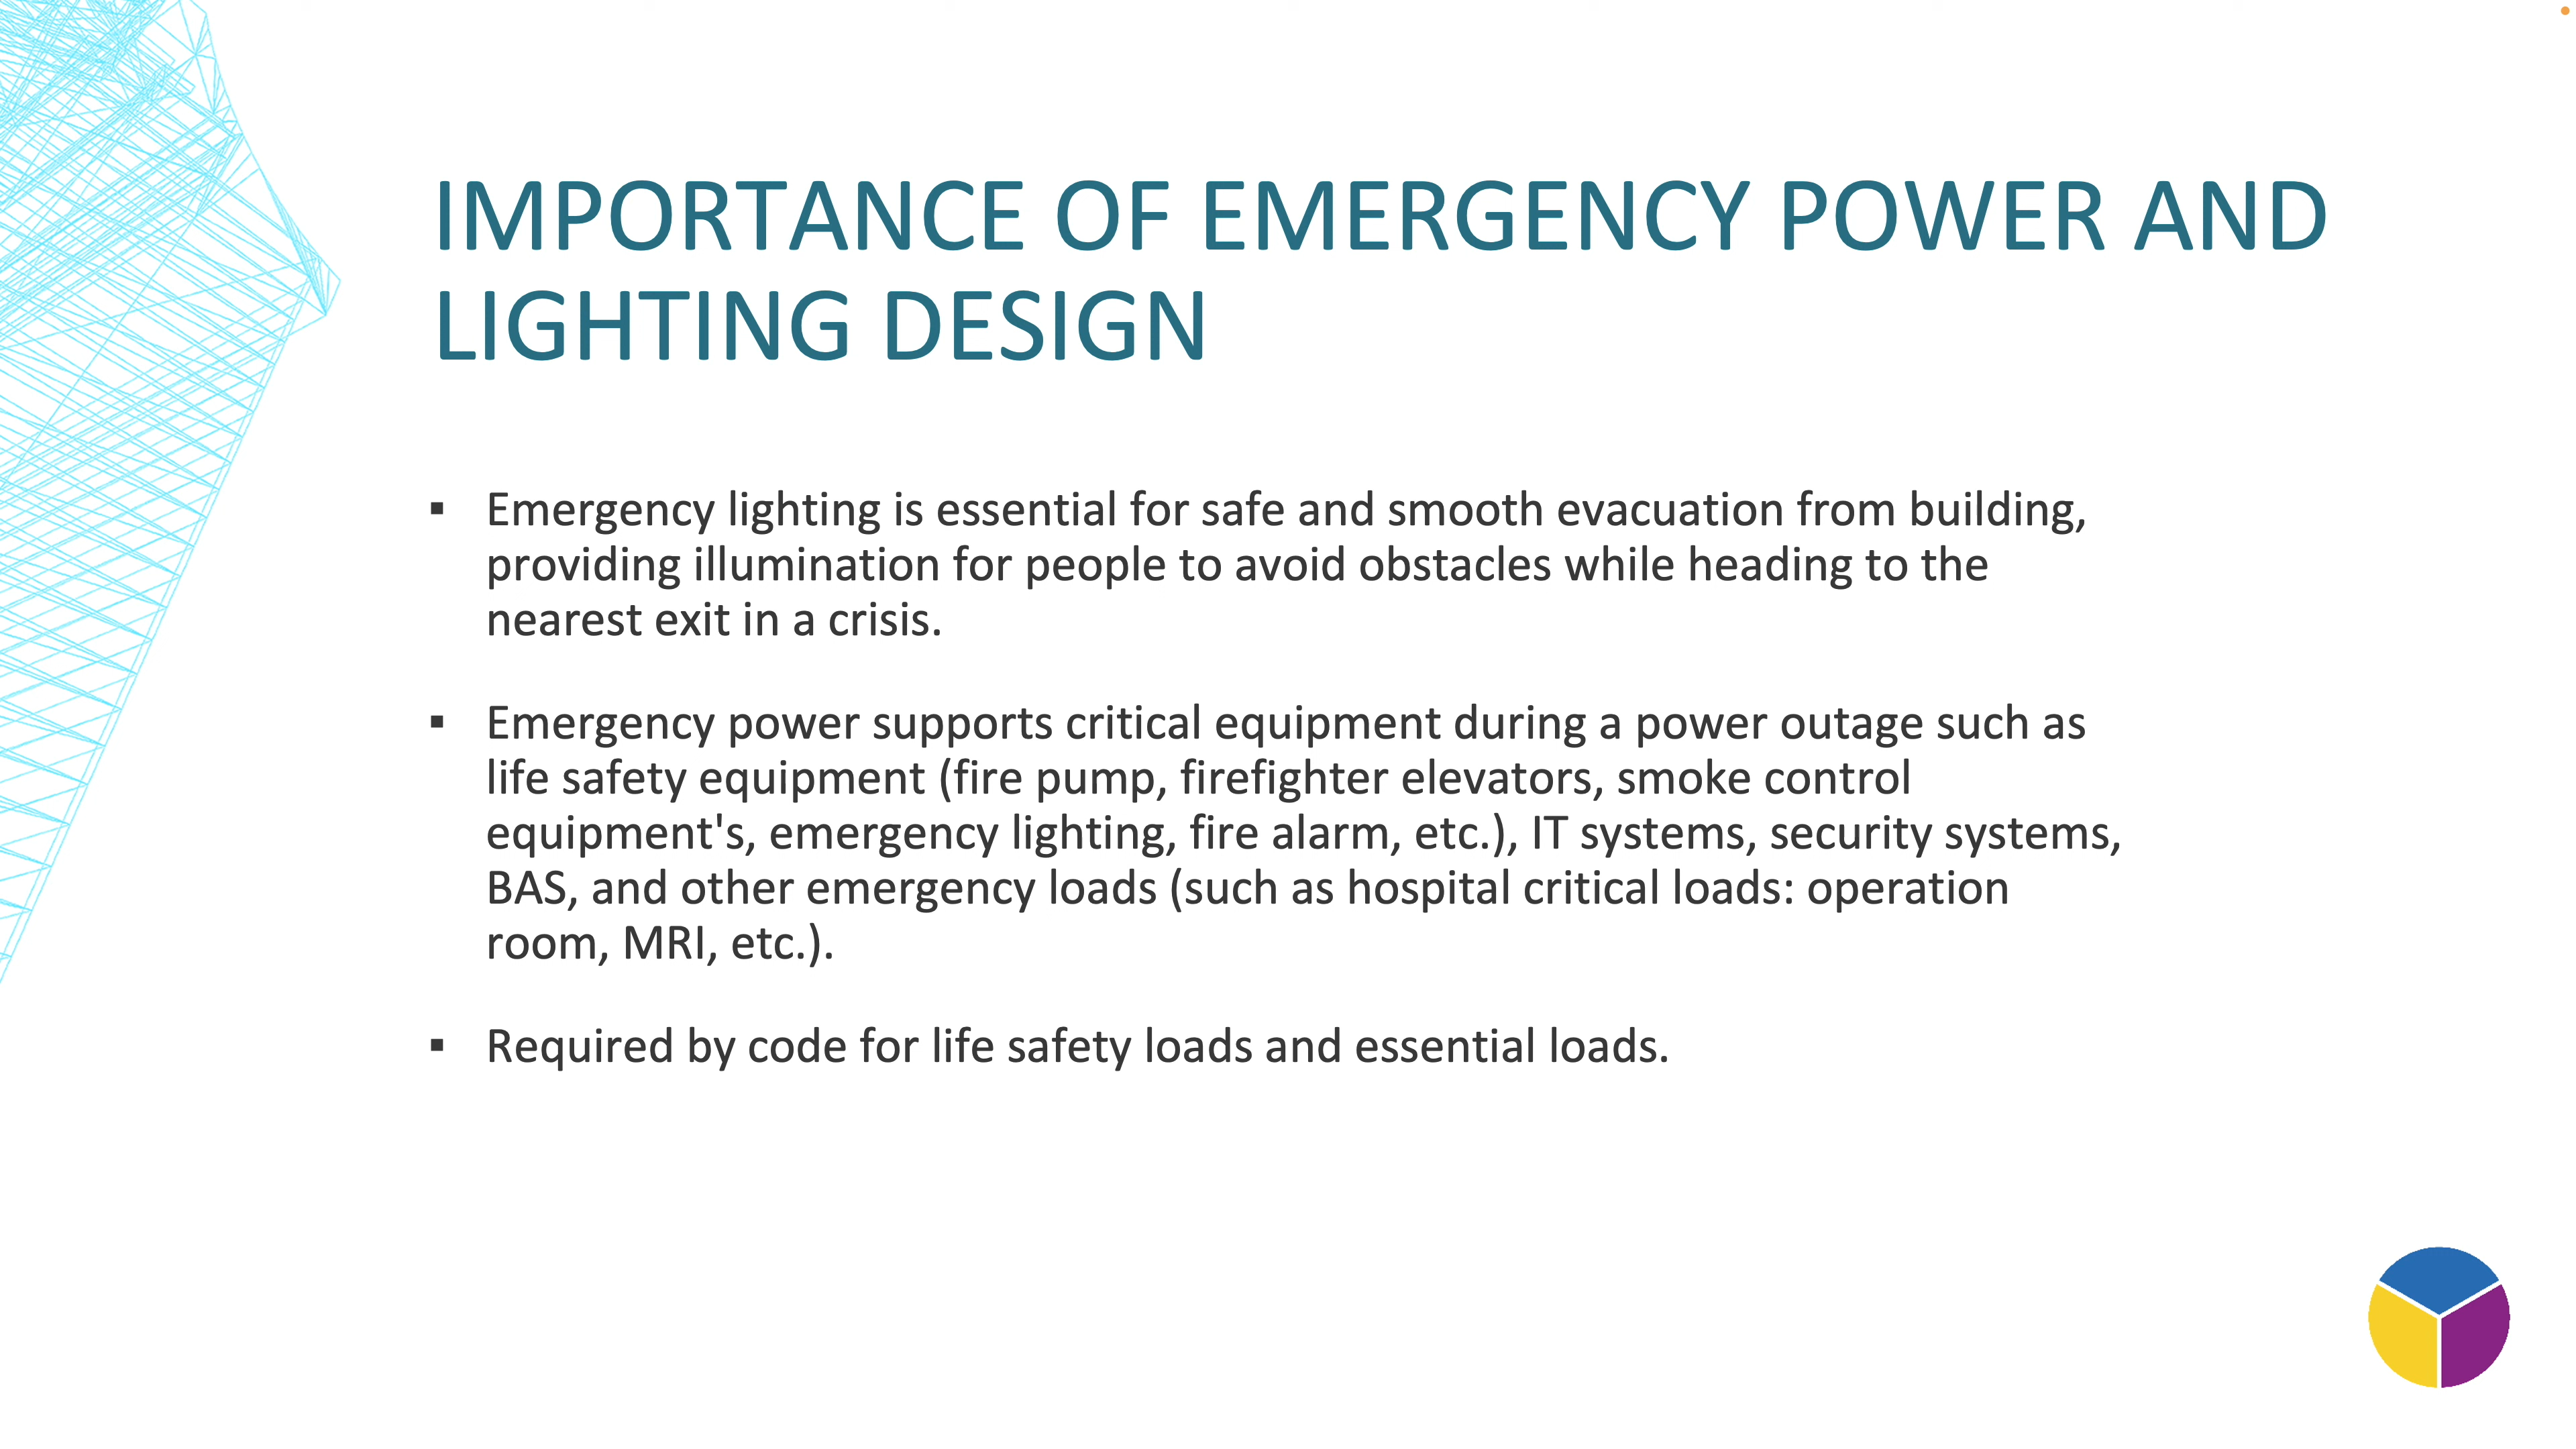 IMPORTANCE OF EMERGENCY POWER AND
LIGHTING DESIGN
▪ Emergency lighting is essential for safe and smooth evacuation from building,
providing illumination for people to avoid obstacles while heading to the
nearest exit in a crisis.
▪ Emergency power supports critical equipment during a power outage such as
life safety equipment (fire pump, firefighter elevators, smoke control
equipment's, emergency lighting, fire alarm, etc.), IT systems, security systems,
BAS, and other emergency loads (such as hospital critical loads: operation
room, MRI, etc.).
▪ Required by code for life safety loads and essential loads.